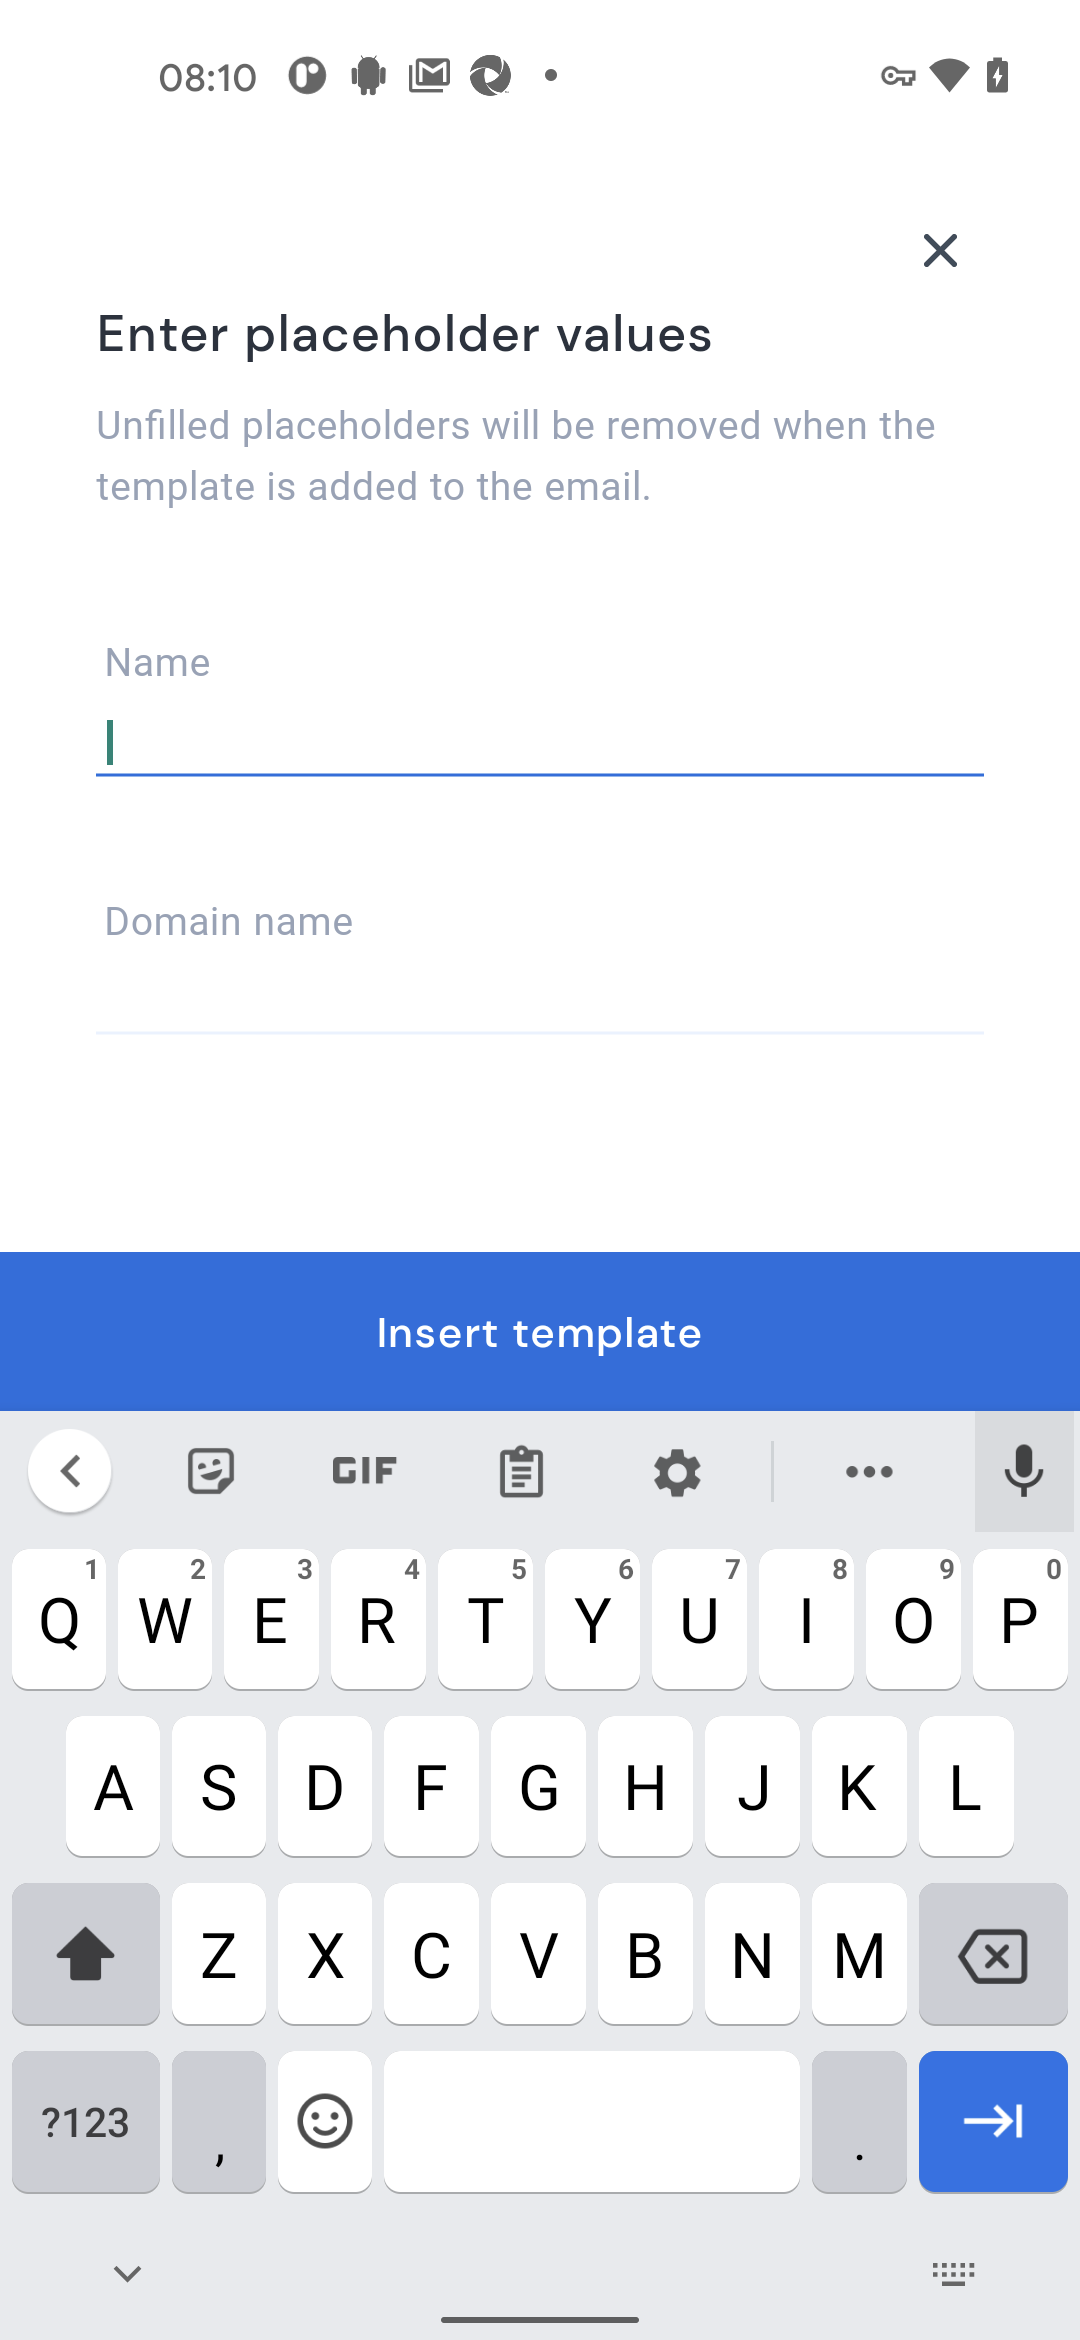 08:10
Enter placeholder values
Unfilled placeholders will be removed when the
template is added to the email.
Name
Domain name
Insert template
GIF
1 2 3 4 5 6 7 8 9 0
Q W E R T Y U I O P
A S D F G H J K L
Z X C V B N M
?123 , .